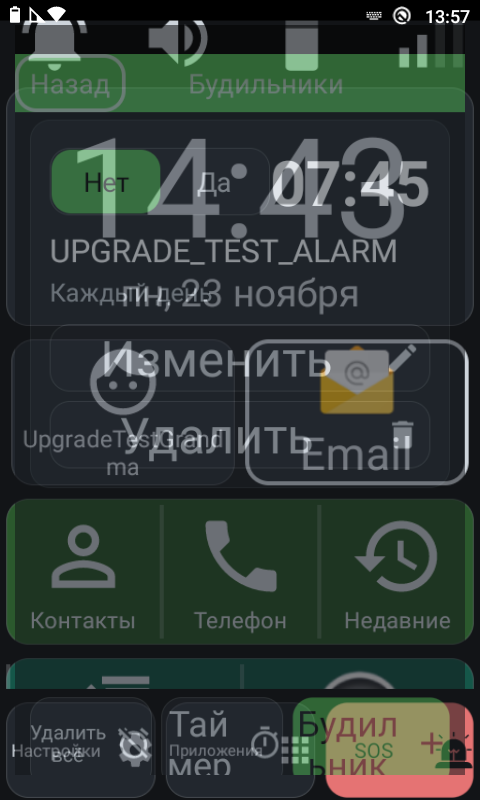 13:57
Назад
Будильники
14:43
Нет
Да
07:45
UPGRADE_TEST_ALARM
Каждый день
пн, 23 ноября
Изменить
Удалить
UpgradeTestGrand
ma
Email
Контакты
Телефон
Недавние
Удалить
все
Настройки
Тай
мер
Приложения
Будил
ьник
SOS